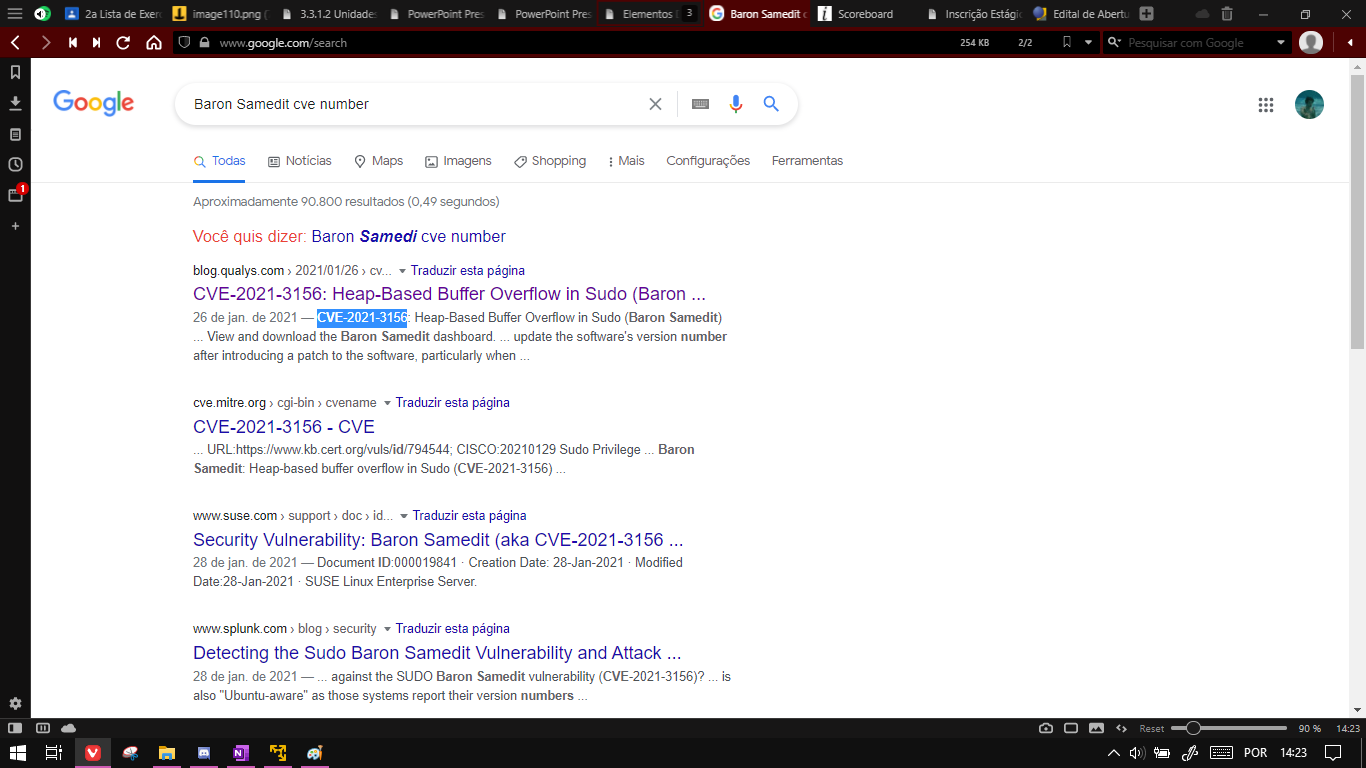 2a Lista de Exer
image110.png (
3.3.1.2 Unidades
PowerPoint Pres
PowerPoint Pres
Elementos t
3
Baron Samedit c
Scoreboard
Inscrição Estági
Edital de Abertu
www.google.com/search
254 KB
2/2
Pesquisar com Google
Google
Baron Samedit cve number
Todas
Notícias
Maps
Imagens
Shopping
Mais
Configurações
Ferramentas
Aproximadamente 90.800 resultados (0,49 segundos)
Você quis dizer: Baron Samedi cve number
blog.qualys.com › 2021/01/26 › cv... Traduzir esta página
CVE-2021-3156: Heap-Based Buffer Overflow in Sudo (Baron ...
26 de jan. de 2021 — CVE-2021-3156: Heap-Based Buffer Overflow in Sudo (Baron Samedit)
... View and download the Baron Samedit dashboard. ... update the software's version number
after introducing a patch to the software, particularly when ...
cve.mitre.org › cgi-bin › cvename Traduzir esta página
CVE-2021-3156 - CVE
... URL:https://www.kb.cert.org/vuls/id/794544; CISCO:20210129 Sudo Privilege ... Baron
Samedit: Heap-based buffer overflow in Sudo (CVE-2021-3156) ...
www.suse.com › support › doc › id... Traduzir esta página
Security Vulnerability: Baron Samedit (aka CVE-2021-3156 ...
28 de jan. de 2021 — Document ID:000019841 · Creation Date: 28-Jan-2021 · Modified
Date:28-Jan-2021 · SUSE Linux Enterprise Server.
www.splunk.com › blog › security Traduzir esta página
Detecting the Sudo Baron Samedit Vulnerability and Attack ...
28 de jan. de 2021 — ... against the SUDO Baron Samedit vulnerability (CVE-2021-3156)? ... is
also "Ubuntu-aware" as those systems report their version numbers ...
1
Reset
90 %
14:23
POR
14:23